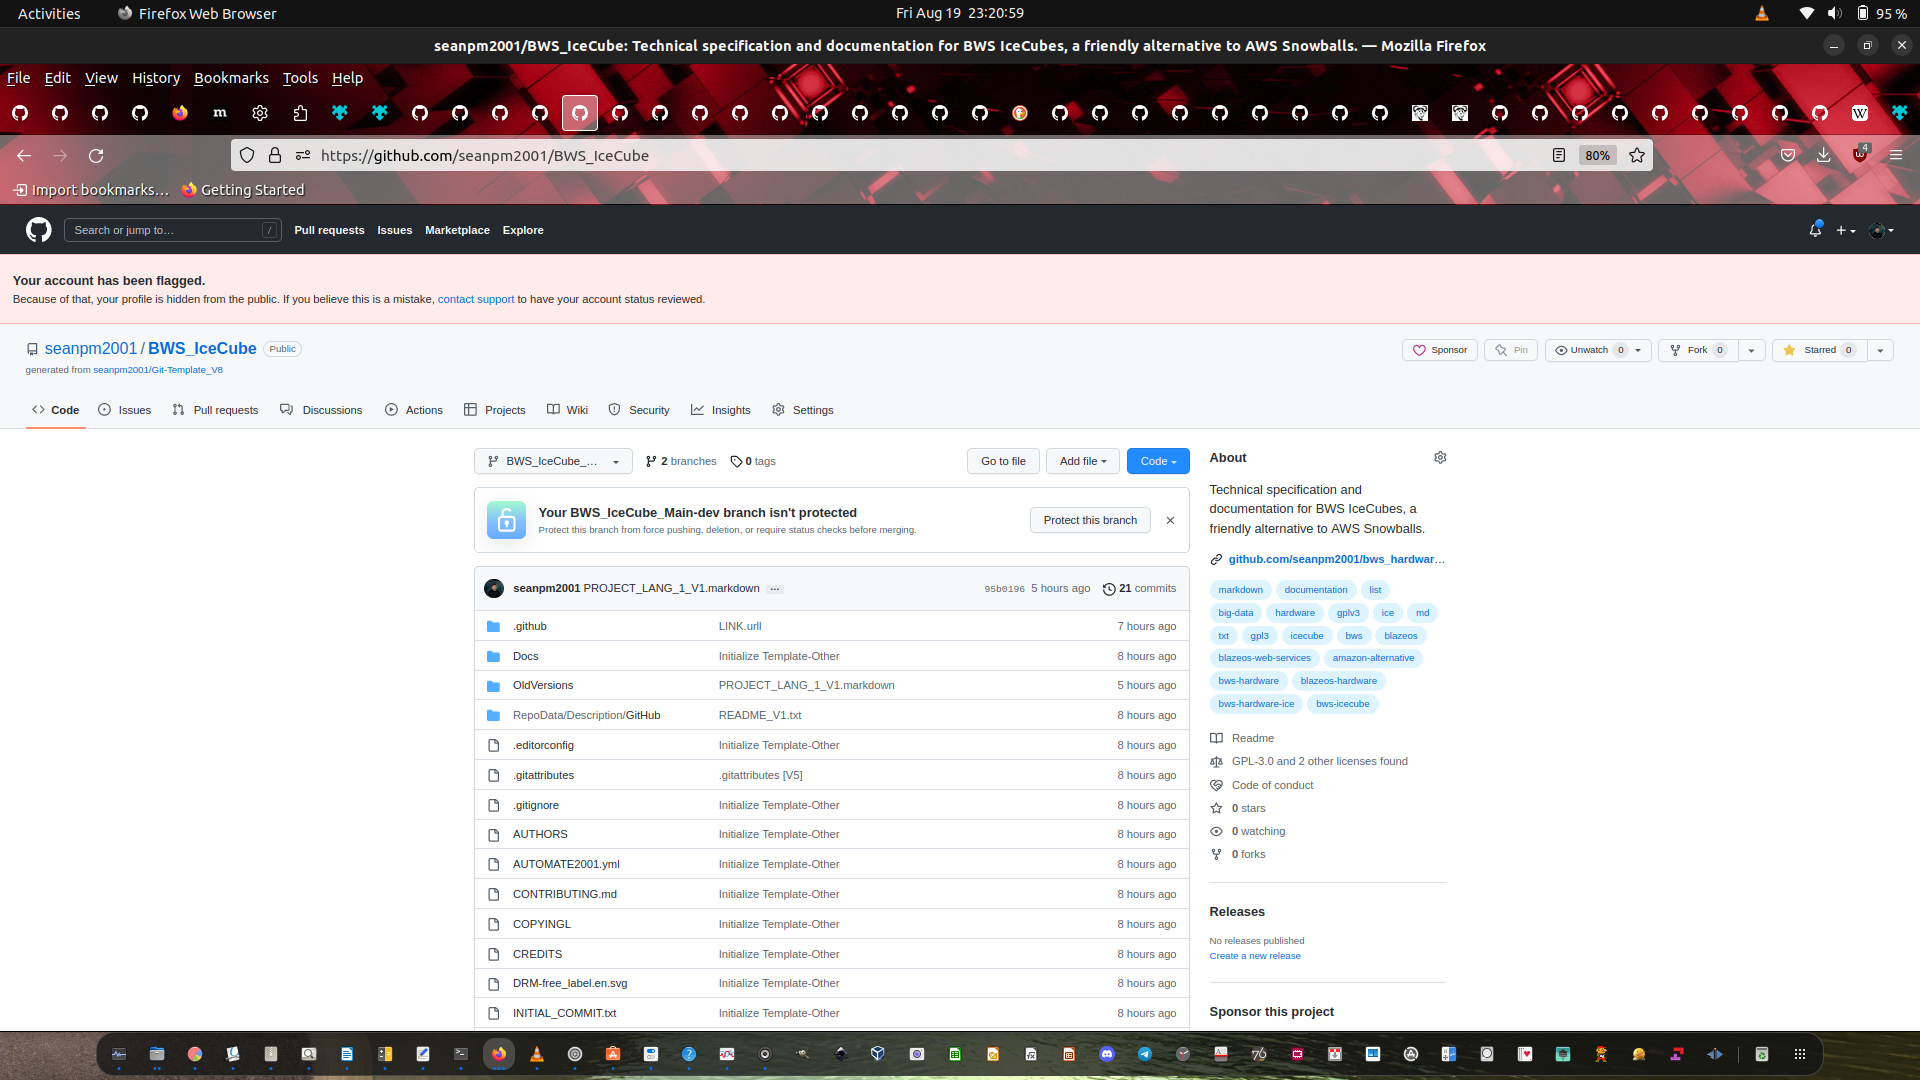 Activities
Firefox Web Browser
Fri Aug 19 23:20:59
95 %
seanpm2001/BWS_IceCube: Technical specification and documentation for BWS IceCubes, a friendly alternative to AWS Snowballs. — Mozilla Firefox
File Edit View History Bookmarks Tools Help
https://github.com/seanpm2001/BWS_IceCube
80%
4
Import bookmarks…
Getting Started
Search or jump to…
/
Pull requests Issues Marketplace Explore
Your account has been flagged.
Because of that, your profile is hidden from the public. If you believe this is a mistake, contact support to have your account status reviewed.
seanpm2001 / BWS_IceCube Public
Sponsor Pin Unwatch 0 Fork 0 Starred 0
generated from seanpm2001/Git-Template_V8
Code Issues Pull requests Discussions Actions Projects Wiki Security Insights Settings
BWS_IceCube_… 2 branches 0 tags
Go to file Add file Code
Your BWS_IceCube_Main-dev branch isn't protected
Protect this branch from force pushing, deletion, or require status checks before merging.
Protect this branch
seanpm2001 PROJECT_LANG_1_V1.markdown … 95b0196 5 hours ago 21 commits
.github LINK.urll 7 hours ago
Docs Initialize Template-Other 8 hours ago
OldVersions PROJECT_LANG_1_V1.markdown 5 hours ago
RepoData/Description/GitHub README_V1.txt 8 hours ago
.editorconfig Initialize Template-Other 8 hours ago
.gitattributes .gitattributes [V5] 8 hours ago
.gitignore Initialize Template-Other 8 hours ago
AUTHORS Initialize Template-Other 8 hours ago
AUTOMATE2001.yml Initialize Template-Other 8 hours ago
CONTRIBUTING.md Initialize Template-Other 8 hours ago
COPYINGL Initialize Template-Other 8 hours ago
CREDITS Initialize Template-Other 8 hours ago
DRM-free_label.en.svg Initialize Template-Other 8 hours ago
INITIAL_COMMIT.txt Initialize Template-Other 8 hours ago
About
Technical specification and
documentation for BWS IceCubes, a
friendly alternative to AWS Snowballs.
github.com/seanpm2001/bws_hardwar…
markdown documentation list
big-data hardware gplv3 ice md
txt gpl3 icecube bws blazeos
blazeos-web-services amazon-alternative
bws-hardware blazeos-hardware
bws-hardware-ice bws-icecube
Readme
GPL-3.0 and 2 other licenses found
Code of conduct
0 stars
0 watching
0 forks
Releases
No releases published
Create a new release
Sponsor this project